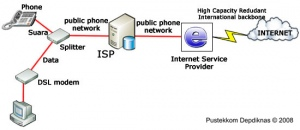 Phone
Suara
Splitter
Data
DSL modem
public phone
network
ISP
public phone
network
Internet Service
Provider
High Capacity Redudant
International backbone
INTERNET
Pustekkom Depdiknas © 2008